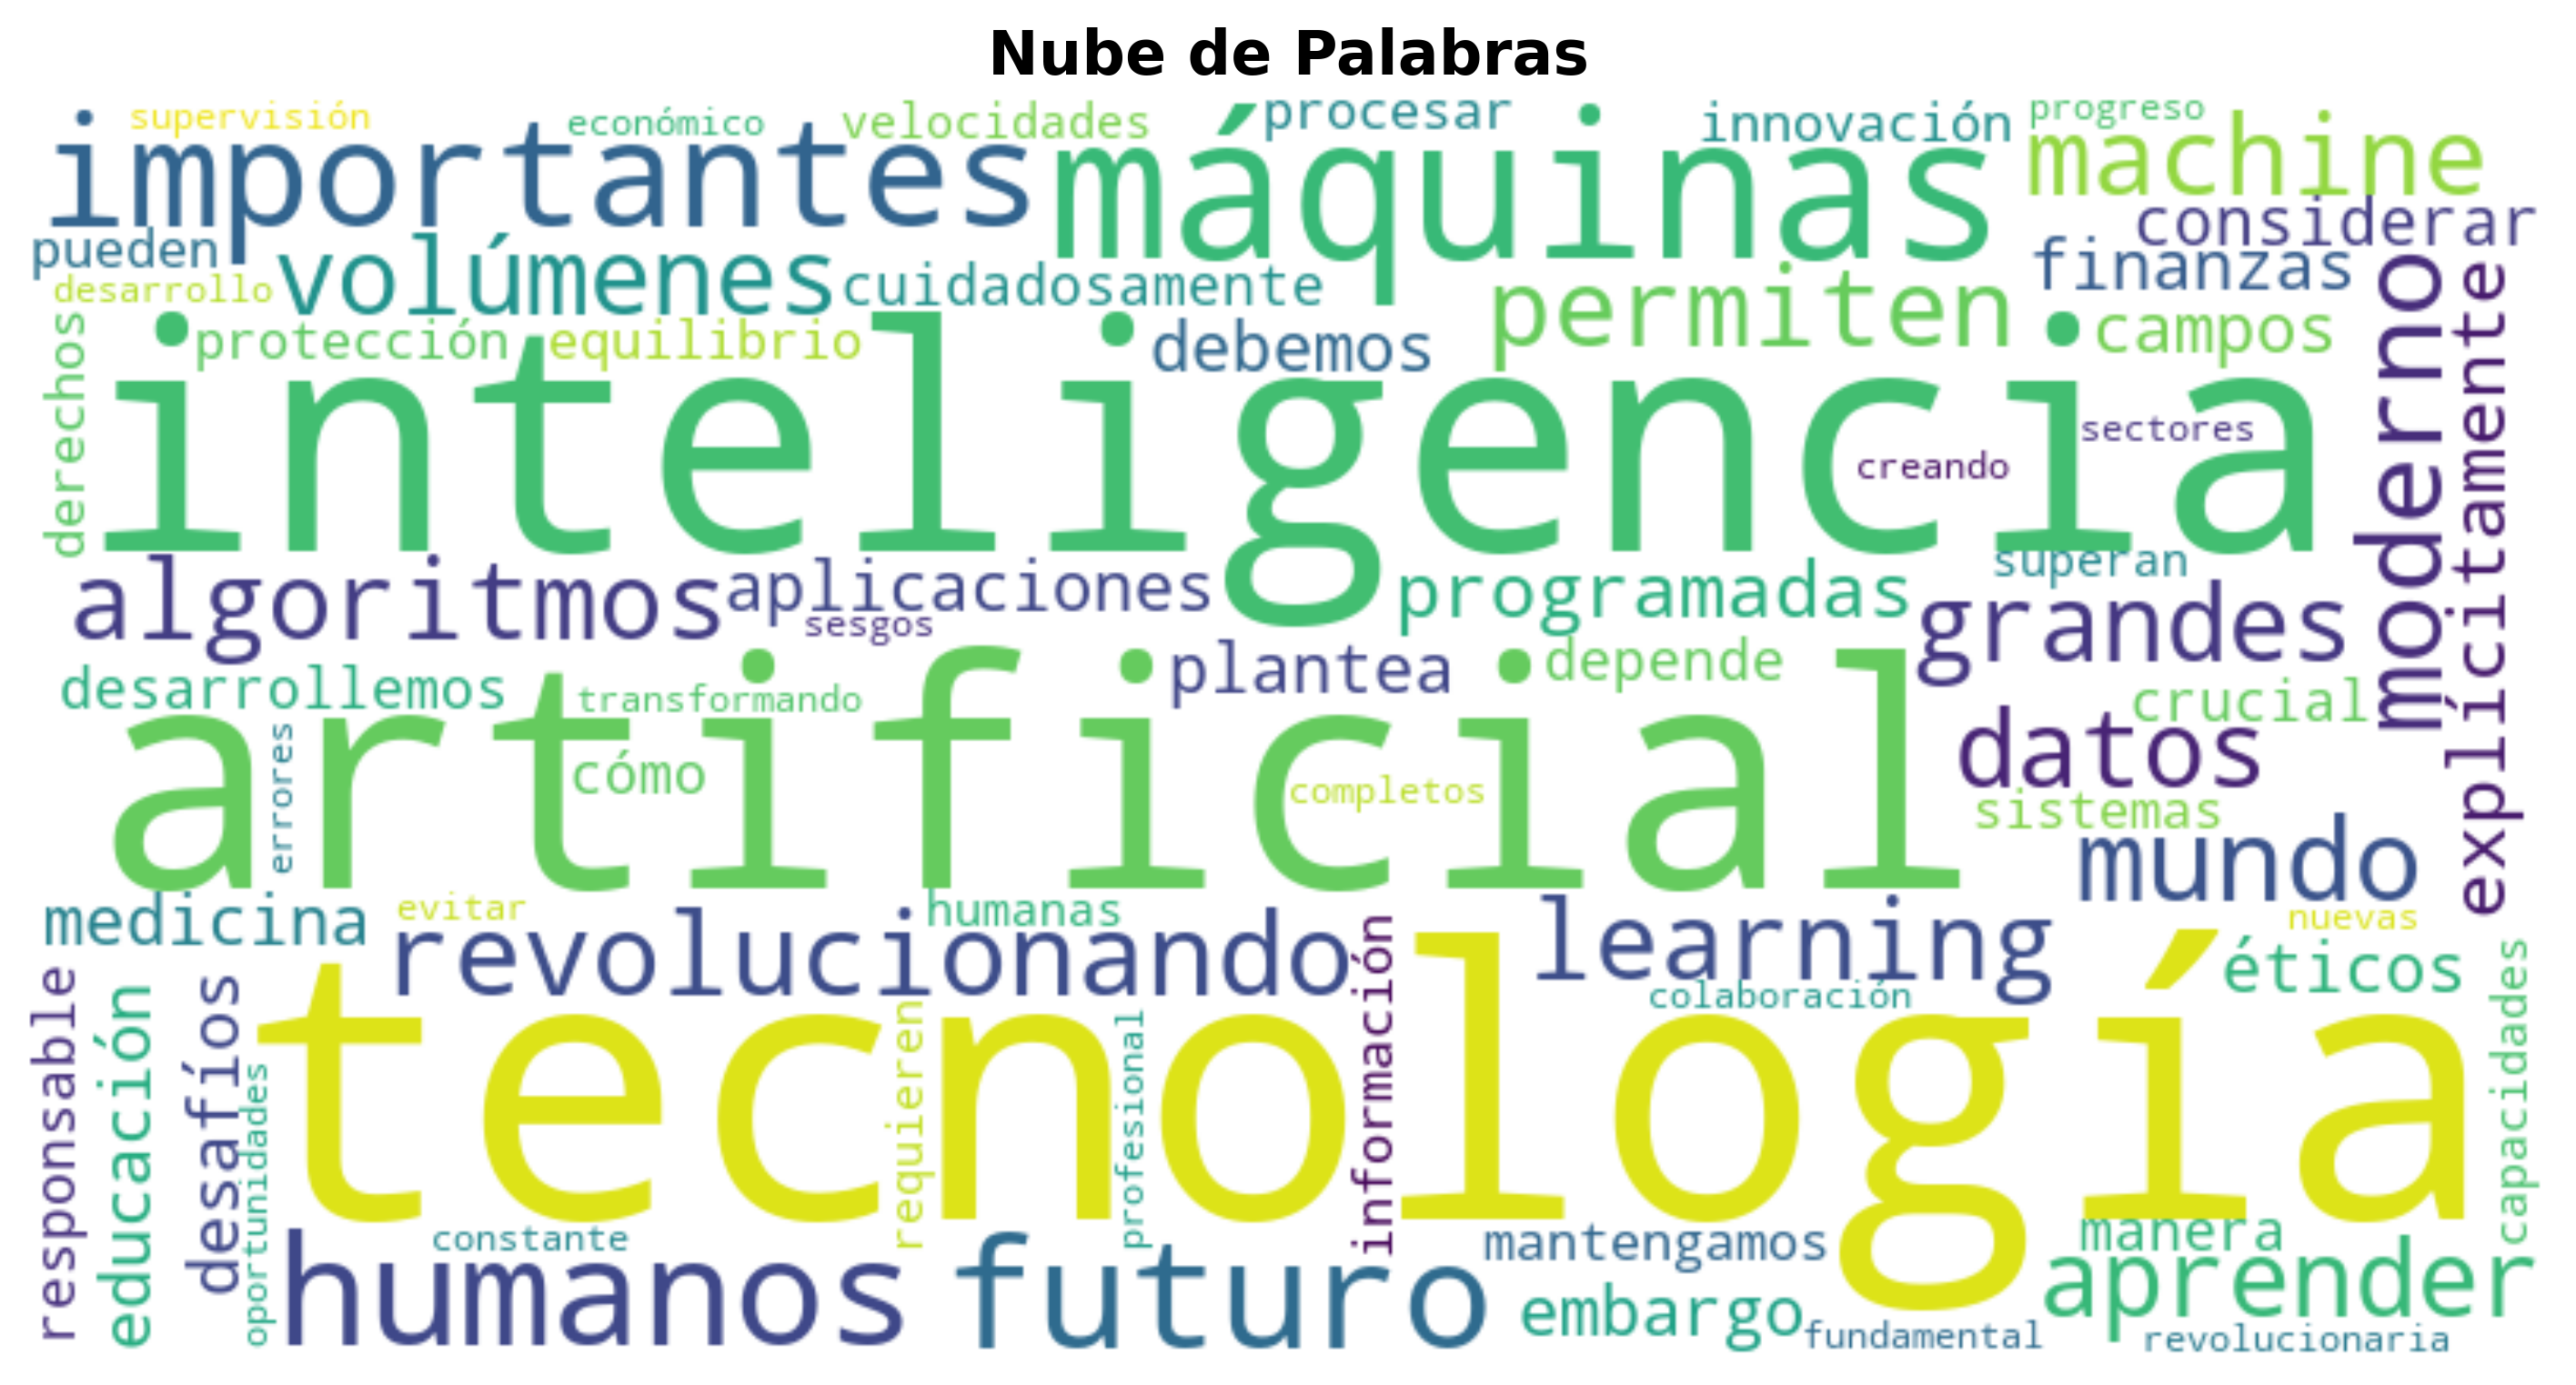 Nube de Palabras
supervisión
económico
velocidades
procesar
innovación
progreso
importantes
máquinas
machine
considerar
pueden
volúmenes
cuidadosamente
permiten
finanzas
desarrollo
protección
equilibrio
debemos
campos
moderno
explícitamente
derechos
inteligencia
sectores
creando
algoritmos
aplicaciones
sesgos
programadas
superan
grandes
desarrollemos
transformando
plantea
depende
crucial
artificial
errores
cómo
completos
datos
sistemas
mundo
medicina
evitar
humanas
revolucionando
learning
nuevas
éticos
colaboración
información
responsable
educación
desafíos
oportunidades
tecnología
requieren
profesional
capacidades
constante
mantengamos
manera
humanos
futuro
embargo
aprender
fundamental
revolucionaria